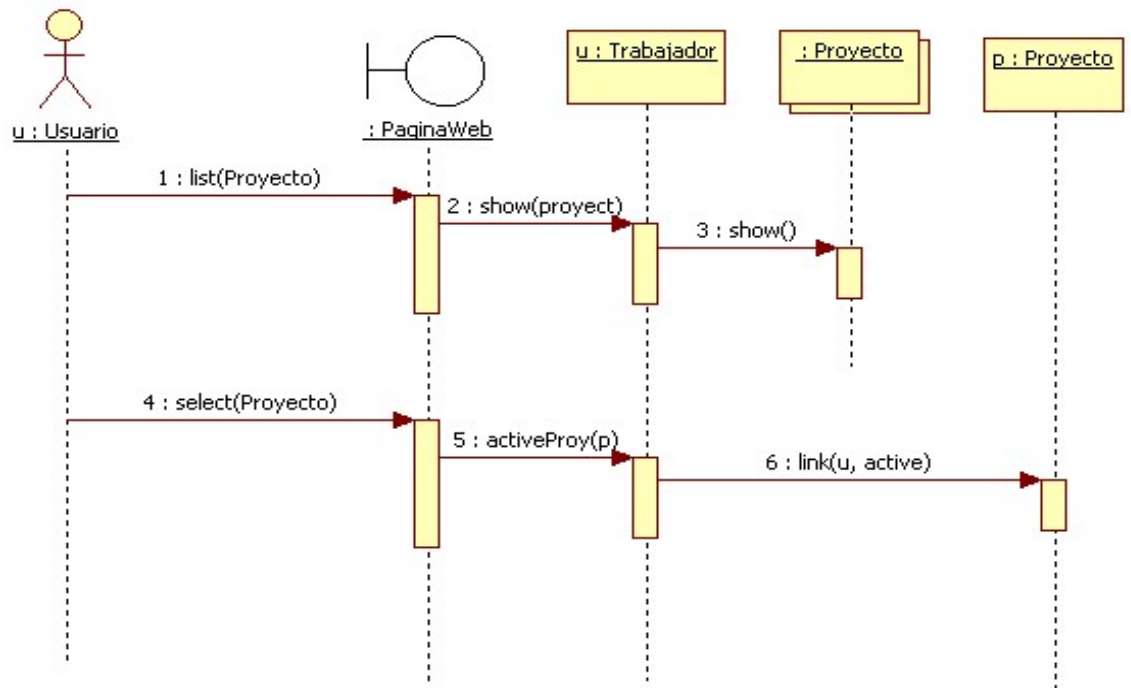 u : Usuario
: PaginaWeb
u : Trabajador
: Proyecto
p : Proyecto
1 : list(Proyecto)
2 : show(proyect)
3 : show()
4 : select(Proyecto)
5 : activeProy(p)
6 : link(u, active)